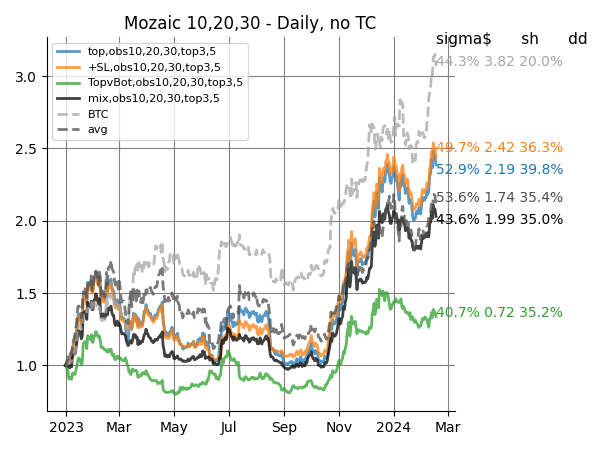 Mozaic 10,20,30 - Daily, no TC
sigma$ sh dd
top,obs10,20,30,top3,5
+SL,obs10,20,30,top3,5
TopvBot,obs10,20,30,top3,5
mix,obs10,20,30,top3,5
BTC
avg
44.3% 3.82 20.0%
49.7% 2.42 36.3%
52.9% 2.19 39.8%
53.6% 1.74 35.4%
43.6% 1.99 35.0%
40.7% 0.72 35.2%
3.0
2.5
2.0
1.5
1.0
2023 Mar May Jul Sep Nov 2024 Mar